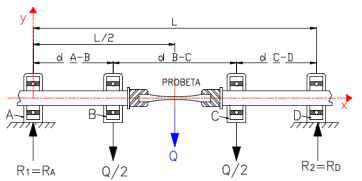 y
L
L/2
d A-B
d B-C
d C-D
PROBETA
x
A
B
C
D
Q
R1=RA
Q/2
Q/2
R2=RD